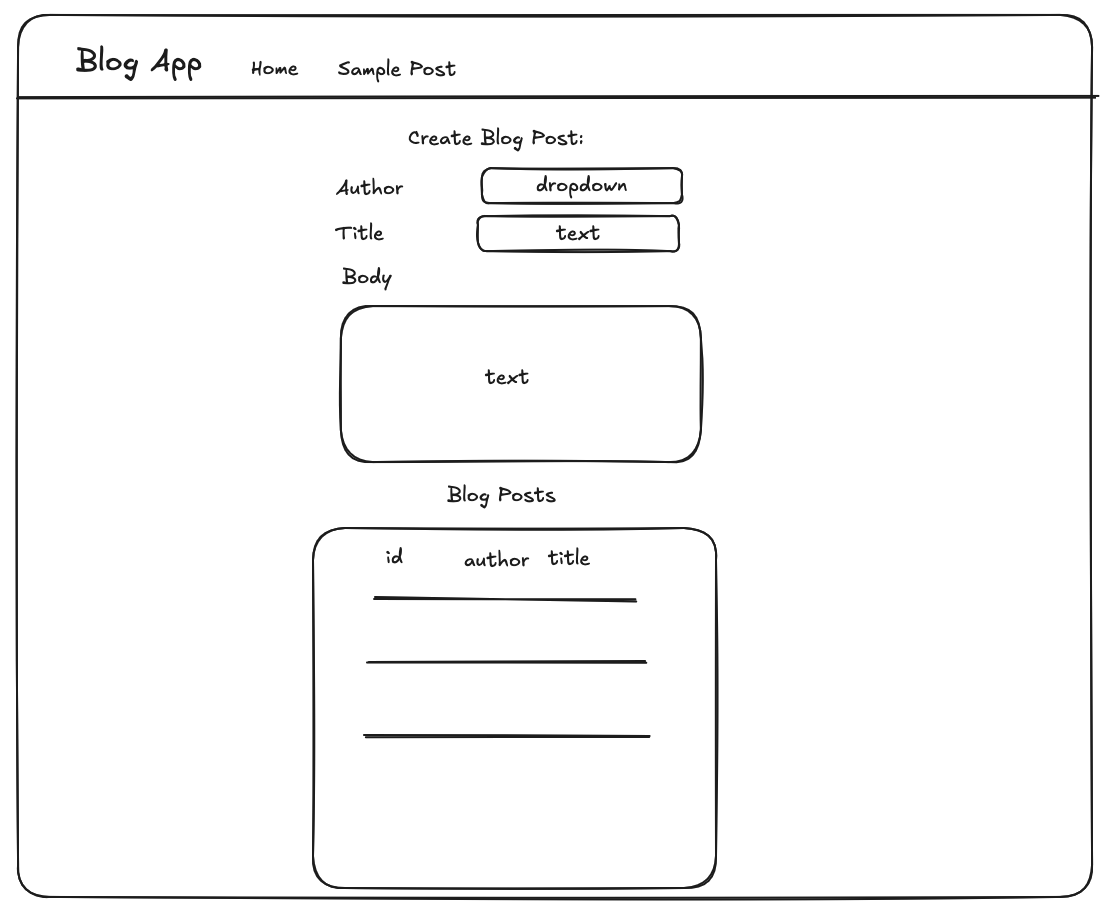 Blog App Home Sample Post
Create Blog Post:
Author dropdown
Title text
Body
text
Blog Posts
id author title